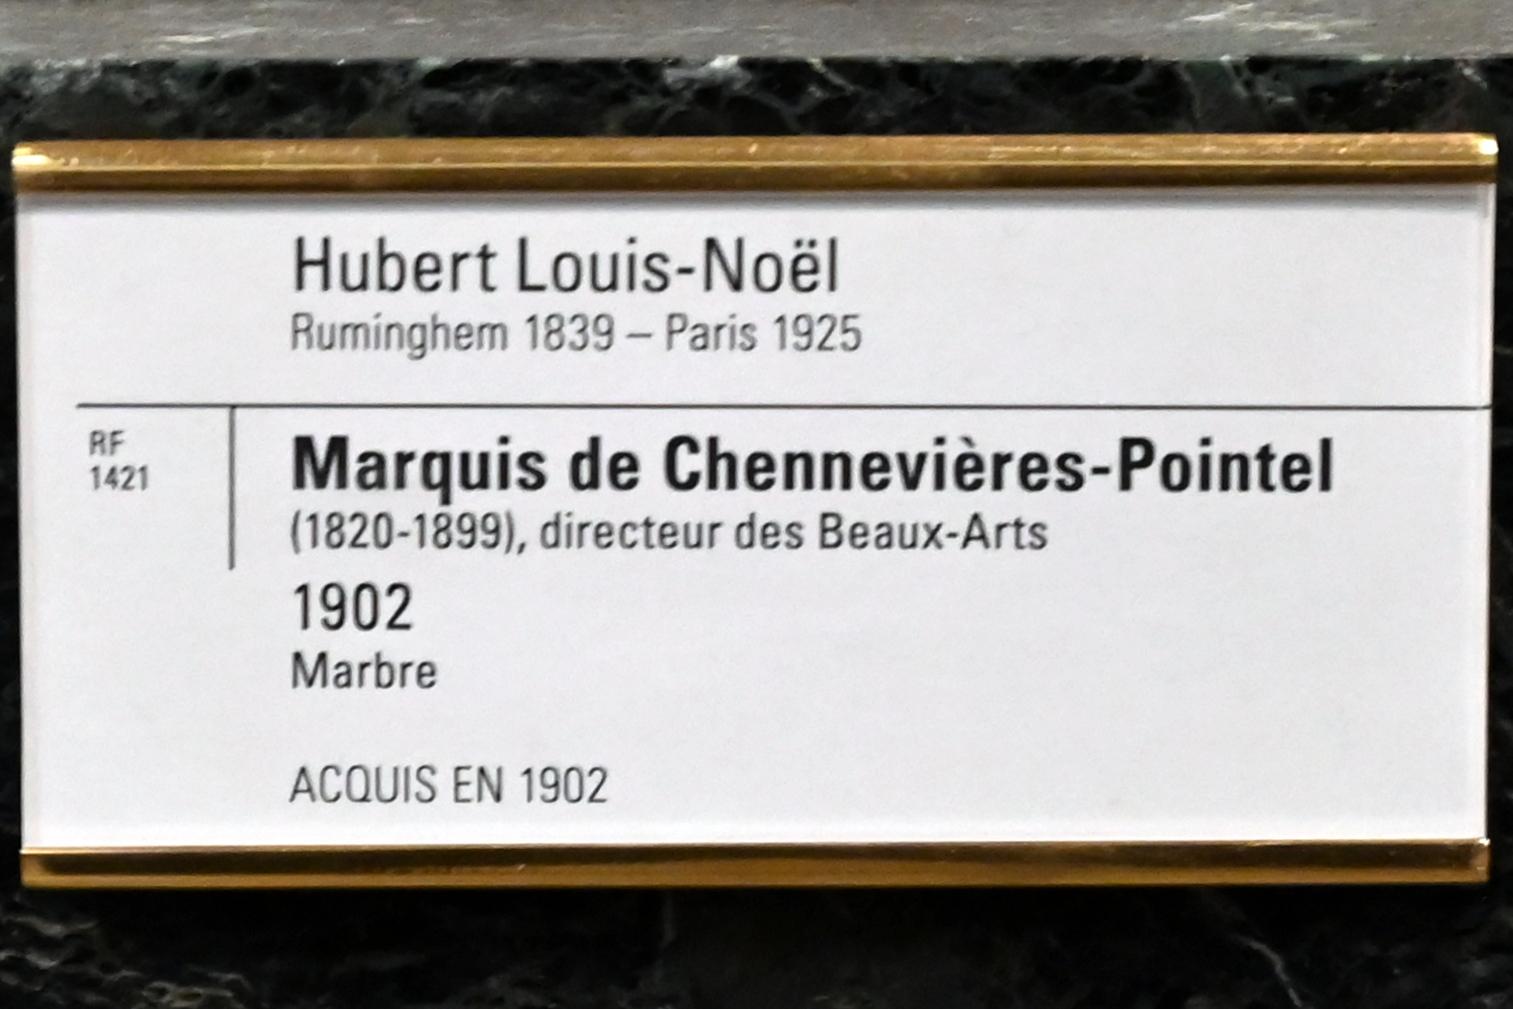 Hubert Louis-Noël
Ruminghem 1839 – Paris 1925
RF
1421
Marquis de Chennevières-Pointel
(1820-1899), directeur des Beaux-Arts
1902
Marbre
ACQUIS EN 1902